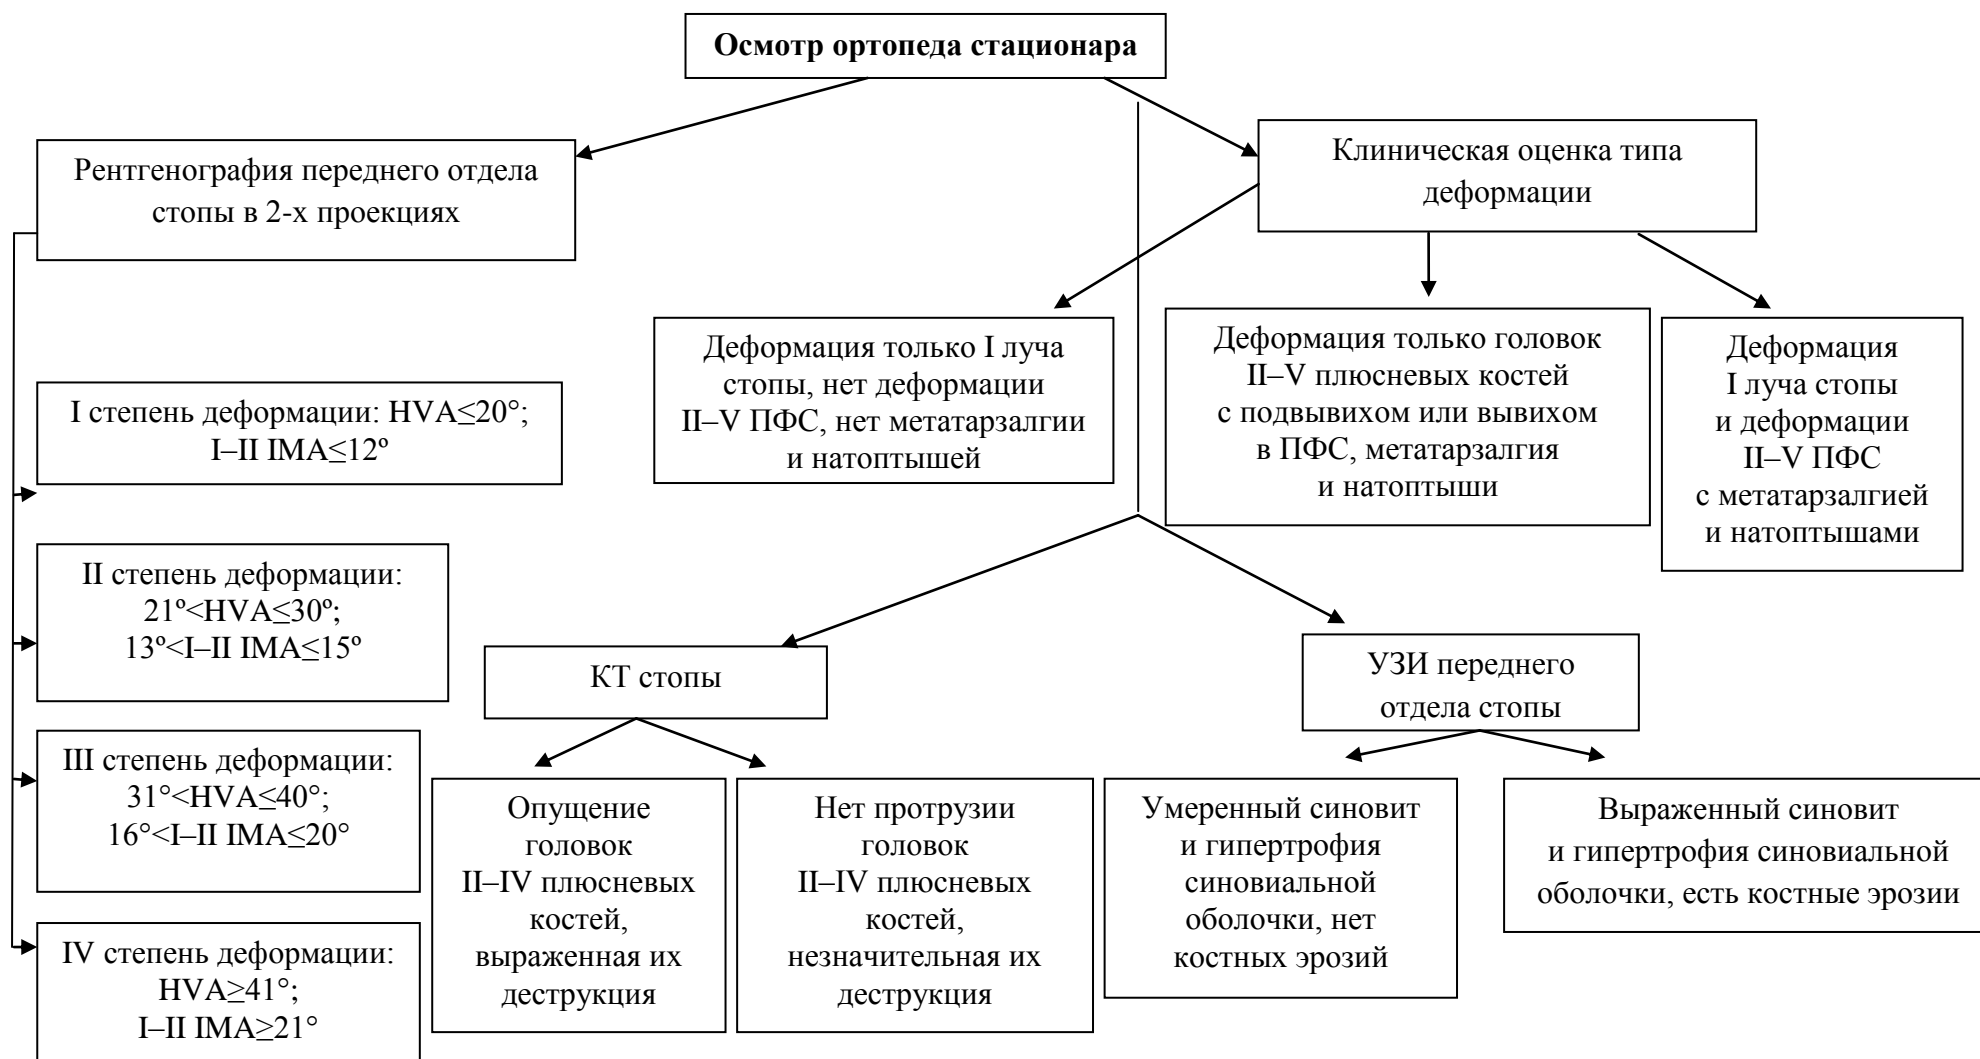 Осмотр ортопеда стационара
Рентгенография переднего отдела
стопы в 2-х проекциях
Клиническая оценка типа
деформации
I степень деформации: HVA≤20°;
I–II IMA≤12º
II степень деформации:
21º<HVA≤30º;
13º<I–II IMA≤15º
III степень деформации:
31°<HVA≤40°;
16°<I–II IMA≤20°
IV степень деформации:
HVA≥41°;
I–II IMA≥21°
Деформация только I луча
стопы, нет деформации
II–V ПФС, нет метатарзалгии
и натоптышей
Деформация только головок
II–V плюсневых костей
с подвывихом или вывихом
в ПФС, метатарзалгия
и натоптыши
Деформация
I луча стопы
и деформации
II–V ПФС
с метатарзалгией
и натоптышами
КТ стопы
УЗИ переднего
отдела стопы
Опущение
головок
II–IV плюсневых
костей,
выраженная их
деструкция
Нет протрузии
головок
II–IV плюсневых
костей,
незначительная их
деструкция
Умеренный синовит
и гипертрофия
синовиальной
оболочки, нет
костных эрозий
Выраженный синовит
и гипертрофия синовиальной
оболочки, есть костные эрозии